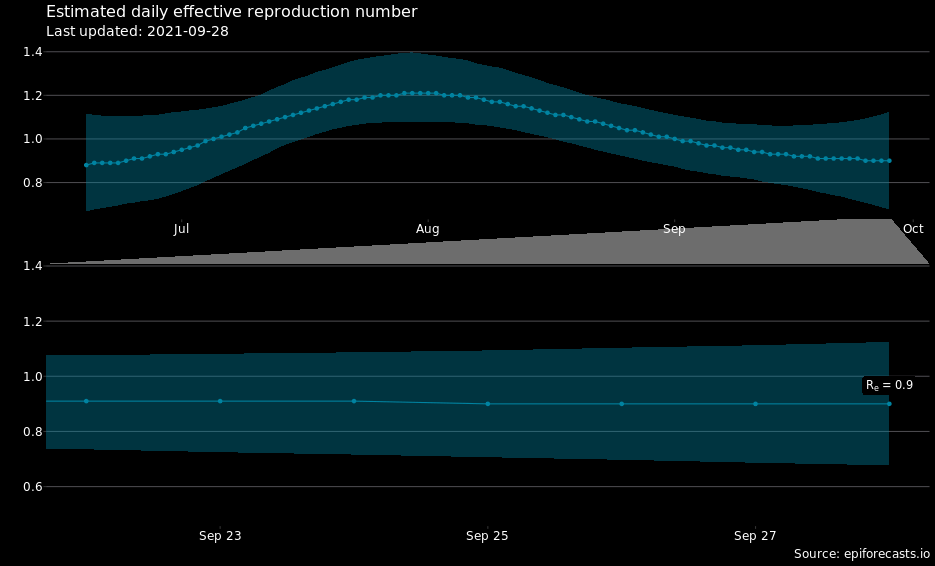 Estimated daily effective reproduction number
Last updated: 2021-09-28
1.4
1.2
1.0
0.8
Jul Aug Sep Oct
1.4
1.2
1.0
Re = 0.9
0.8
0.6
Sep 23 Sep 25 Sep 27
Source: epiforecasts.io